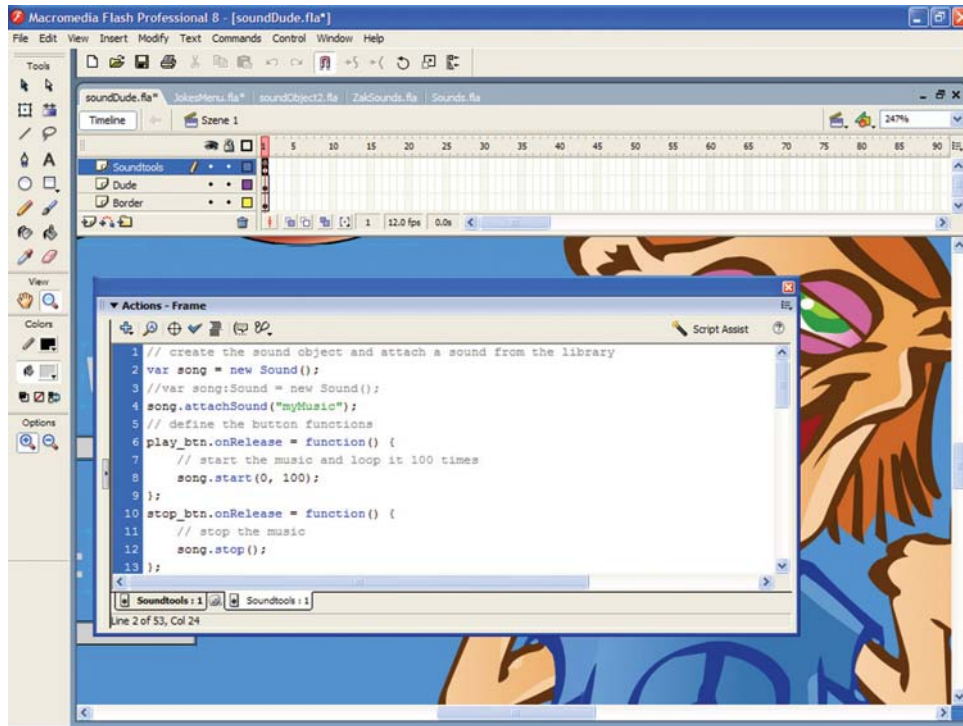 Macromedia Flash Professional 8 - [soundDude.fla*]
File Edit View Insert Modify Text Commands Control Window Help
Tools
View
Colors
Options
soundDude.fla* JokesMenu.fla* soundObject2.fla ZakSounds.fla Sounds.fla
Timeline Szene 1 247%
1 5 10 15 20 25 30 35 40 45 50 55 60 65 70 75 80 85 90
Soundtools
Dude
Border
1 12.0 fps 0.0s
Actions - Frame
Script Assist
1 // create the sound object and attach a sound from the library
2 var song = new Sound();
3 //var song:Sound = new Sound();
4 song.attachSound("myMusic");
5 // define the button functions
6 play_btn.onRelease = function() {
7 // start the music and loop it 100 times
8 song.start(0, 100);
9 };
10 stop_btn.onRelease = function() {
11 // stop the music
12 song.stop();
13 };
Soundtools : 1 Soundtools : 1
Line 2 of 53, Col 24